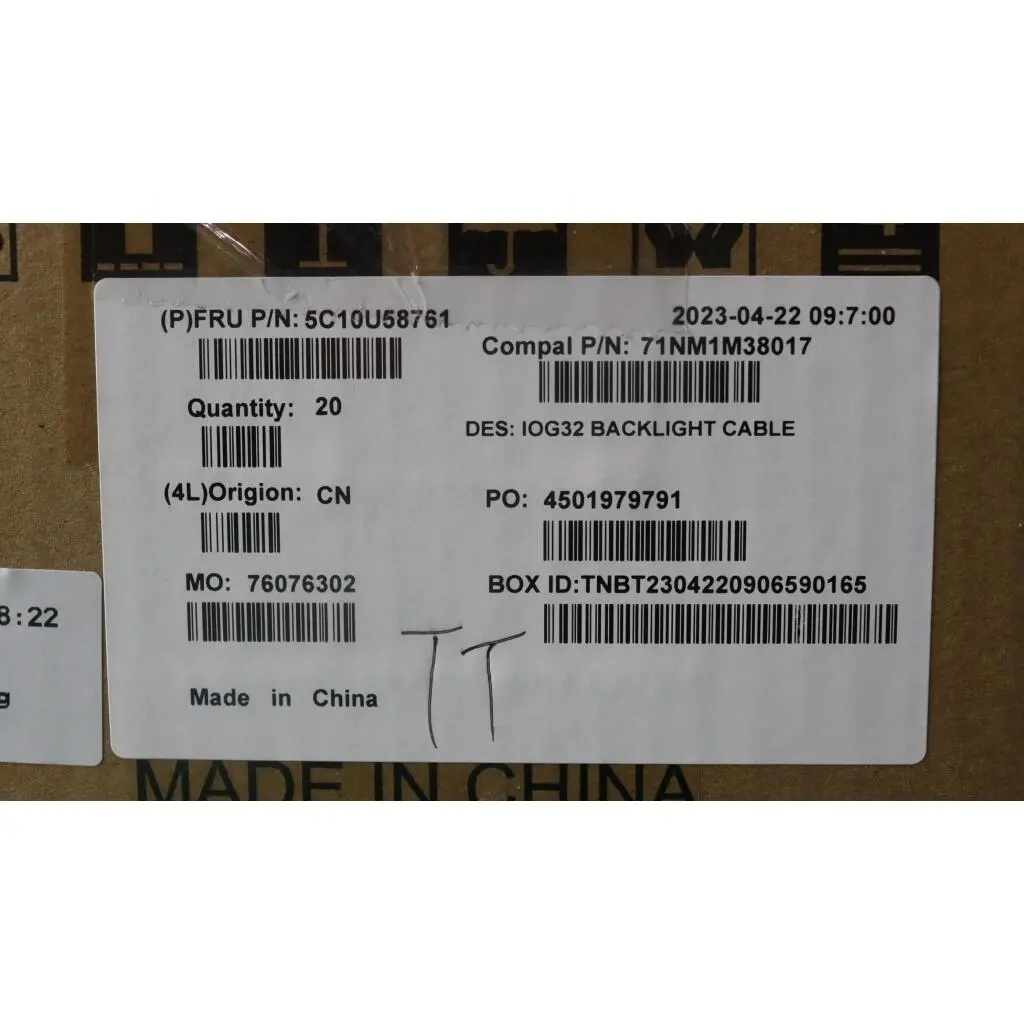 (P)FRU P/N: 5C10U58761
2023-04-22 09:7:00
Compal P/N: 71NM1M38017
Quantity: 20
DES: IOG32 BACKLIGHT CABLE
(4L)Origion: CN
PO: 4501979791
MO: 76076302
BOX ID:TNBT2304220906590165
8:22
g
TT
Made in China
MADE IN CHINA